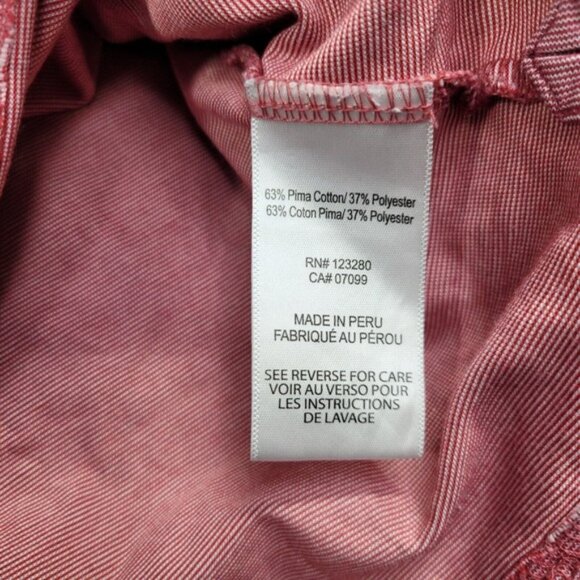 63% Pima Cotton/ 37% Polyester
63% Coton Pima/ 37% Polyester
RN# 123280
CA# 07099
MADE IN PERU
FABRIQUÉ AU PÉROU
SEE REVERSE FOR CARE
VOIR AU VERSO POUR
LES INSTRUCTIONS
DE LAVAGE